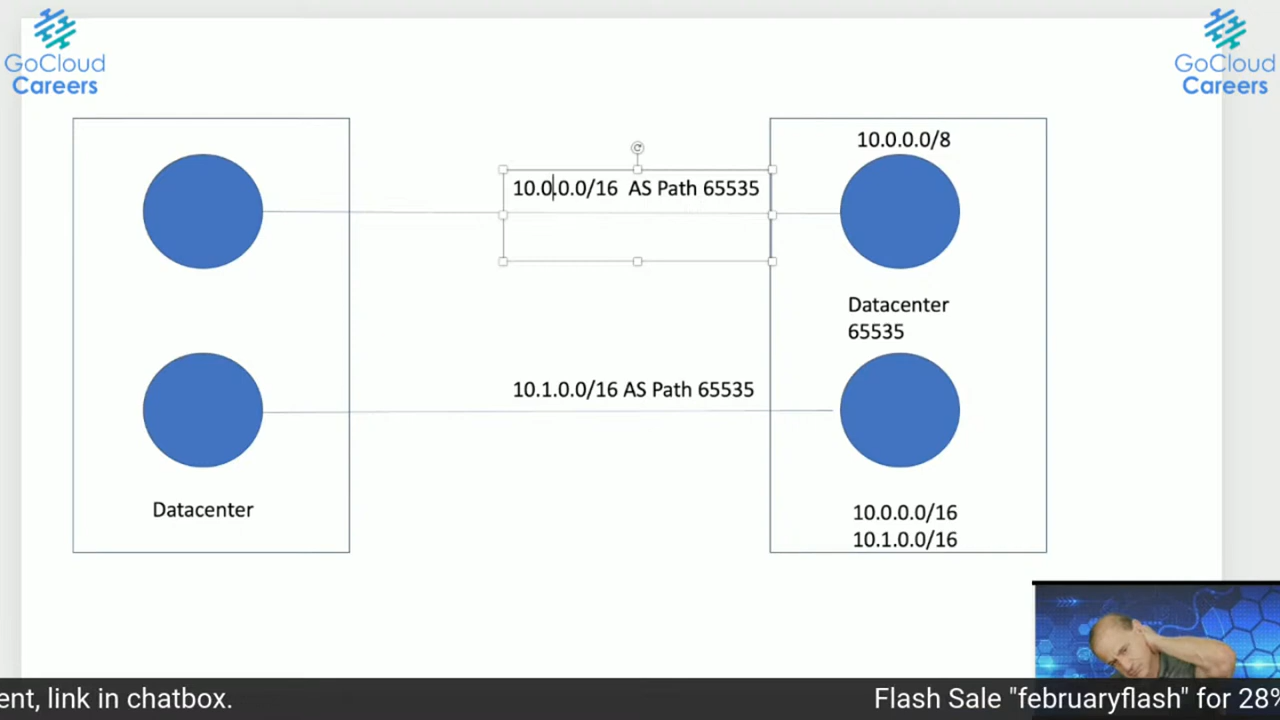 GoCloud
Careers
GoCloud
Careers
10.0.0.0/8
10.0.0.0/16  AS Path 65535
Datacenter
65535
10.1.0.0/16 AS Path 65535
Datacenter
10.0.0.0/16
10.1.0.0/16
ent, link in chatbox.
Flash Sale "februaryflash" for 28%